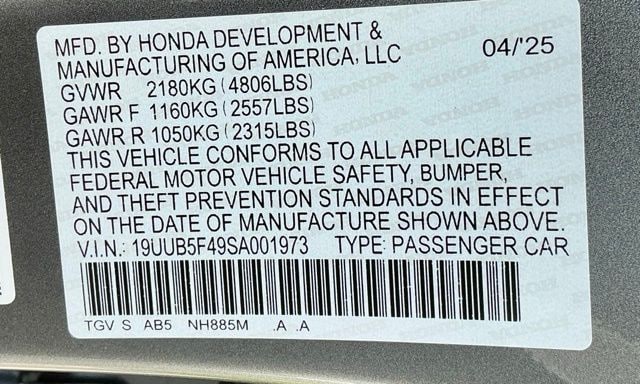 MFD. BY HONDA DEVELOPMENT &
MANUFACTURING OF AMERICA, LLC 04/'25
GVWR 2180KG (4806LBS)
GAWR F 1160KG (2557LBS)
GAWR R 1050KG (2315LBS)
THIS VEHICLE CONFORMS TO ALL APPLICABLE
FEDERAL MOTOR VEHICLE SAFETY, BUMPER,
AND THEFT PREVENTION STANDARDS IN EFFECT
ON THE DATE OF MANUFACTURE SHOWN ABOVE.
V.I.N.: 19UUB5F49SA001973 TYPE: PASSENGER CAR
TGV S AB5 NH885M .A .A